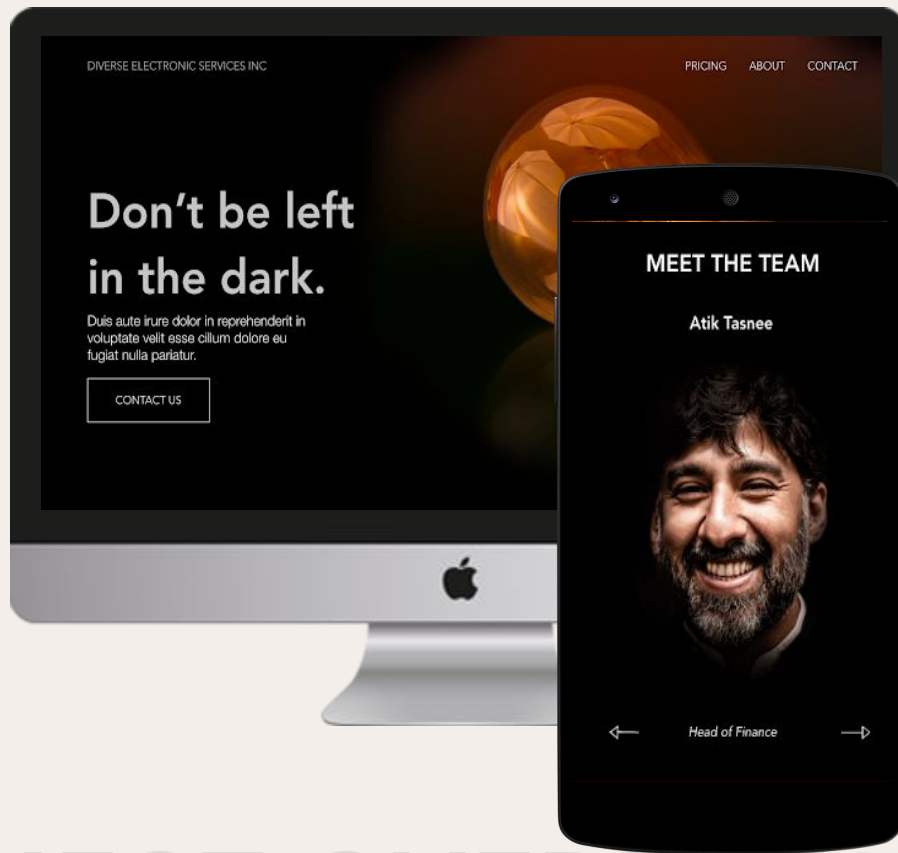 DIVERSE ELECTRONIC SERVICES INC
PRICING ABOUT CONTACT
Don't be left
in the dark.
Duis aute irure dolor in reprehenderit in
voluptate velit esse cillum dolore eu
fugiat nulla pariatur.
CONTACT US
MEET THE TEAM
Atik Tasnee
Head of Finance